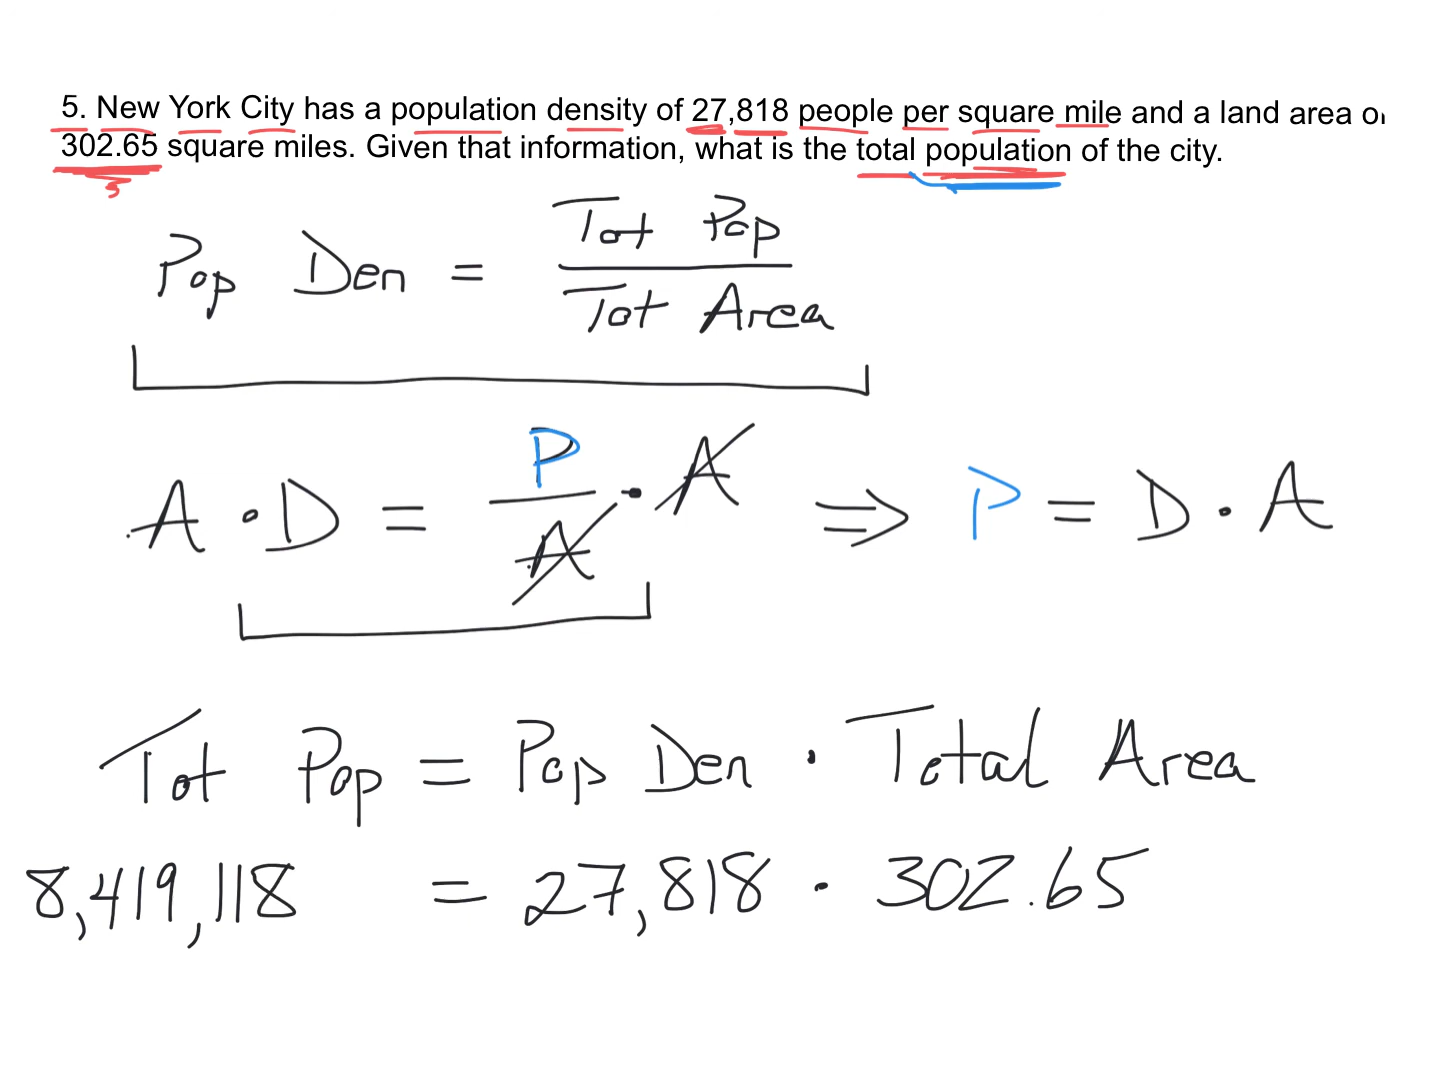 5. New York City has a population density of 27,818 people per square mile and a land area o
302.65 square miles. Given that information, what is the total population of the city.
Pop Den = Tot Pop
Tot Area
A · D = P/A · A ⇒ P = D · A
Tot Pop = Pop Den · Total Area
8,419,118 = 27,818 · 302.65